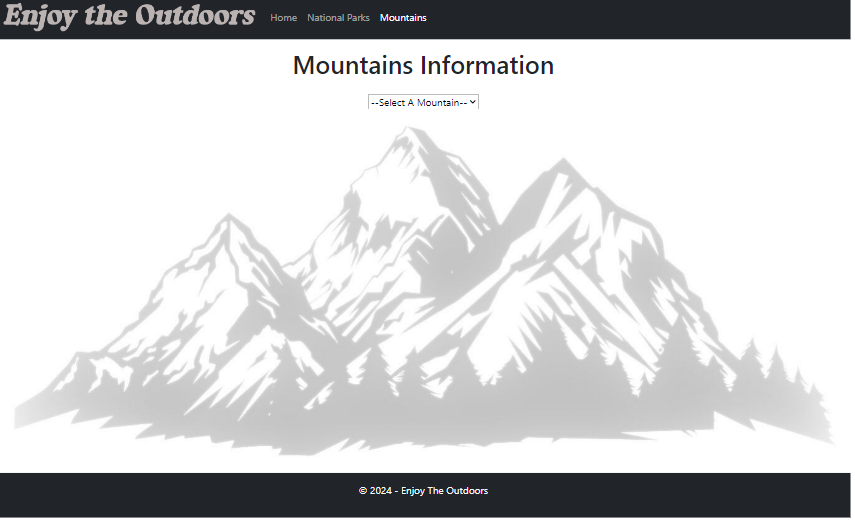 Enjoy the Outdoors Home National Parks Mountains
Mountains Information
--Select A Mountain--
© 2024 - Enjoy The Outdoors